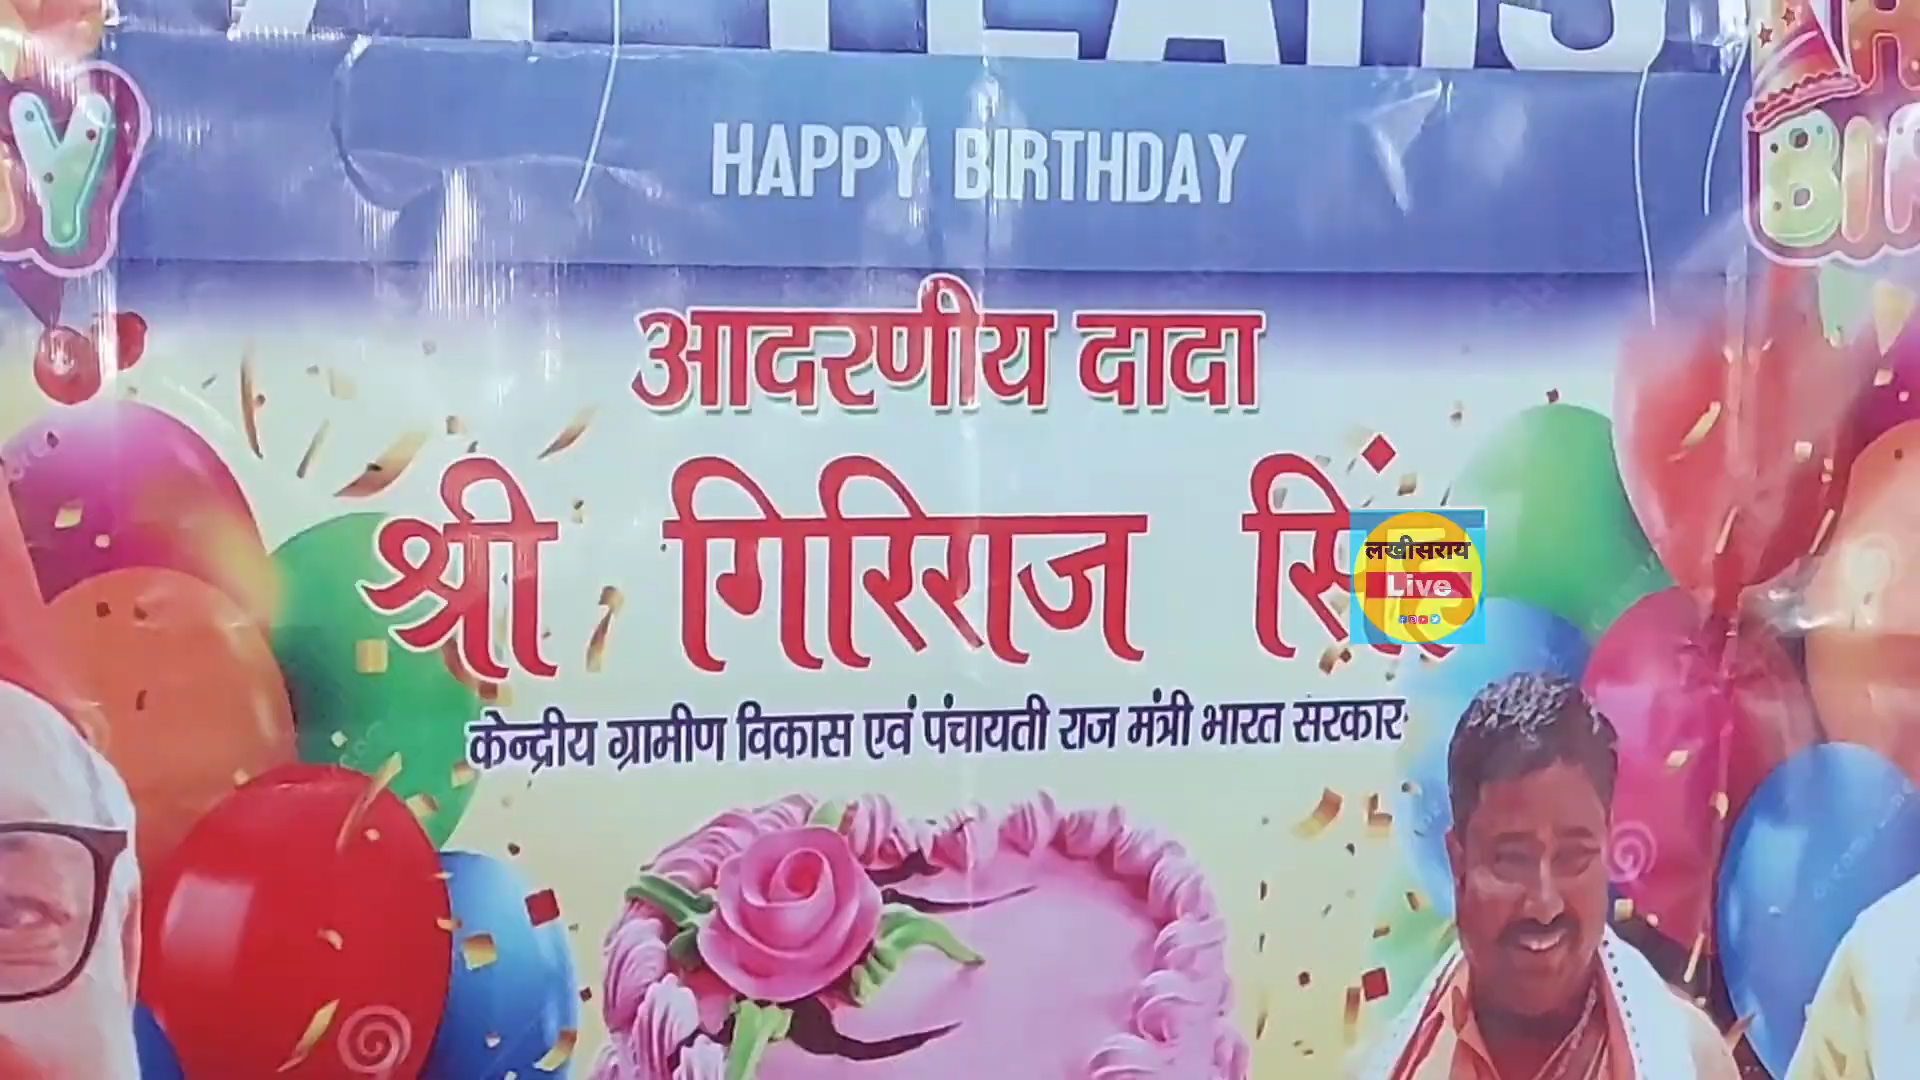 HAPPY BIRTHDAY
आदरणीय दादा
श्री गिरिराज सिंह
लखीसराय
Live
केन्द्रीय ग्रामीण विकास एवं पंचायती राज मंत्री भारत सरकार